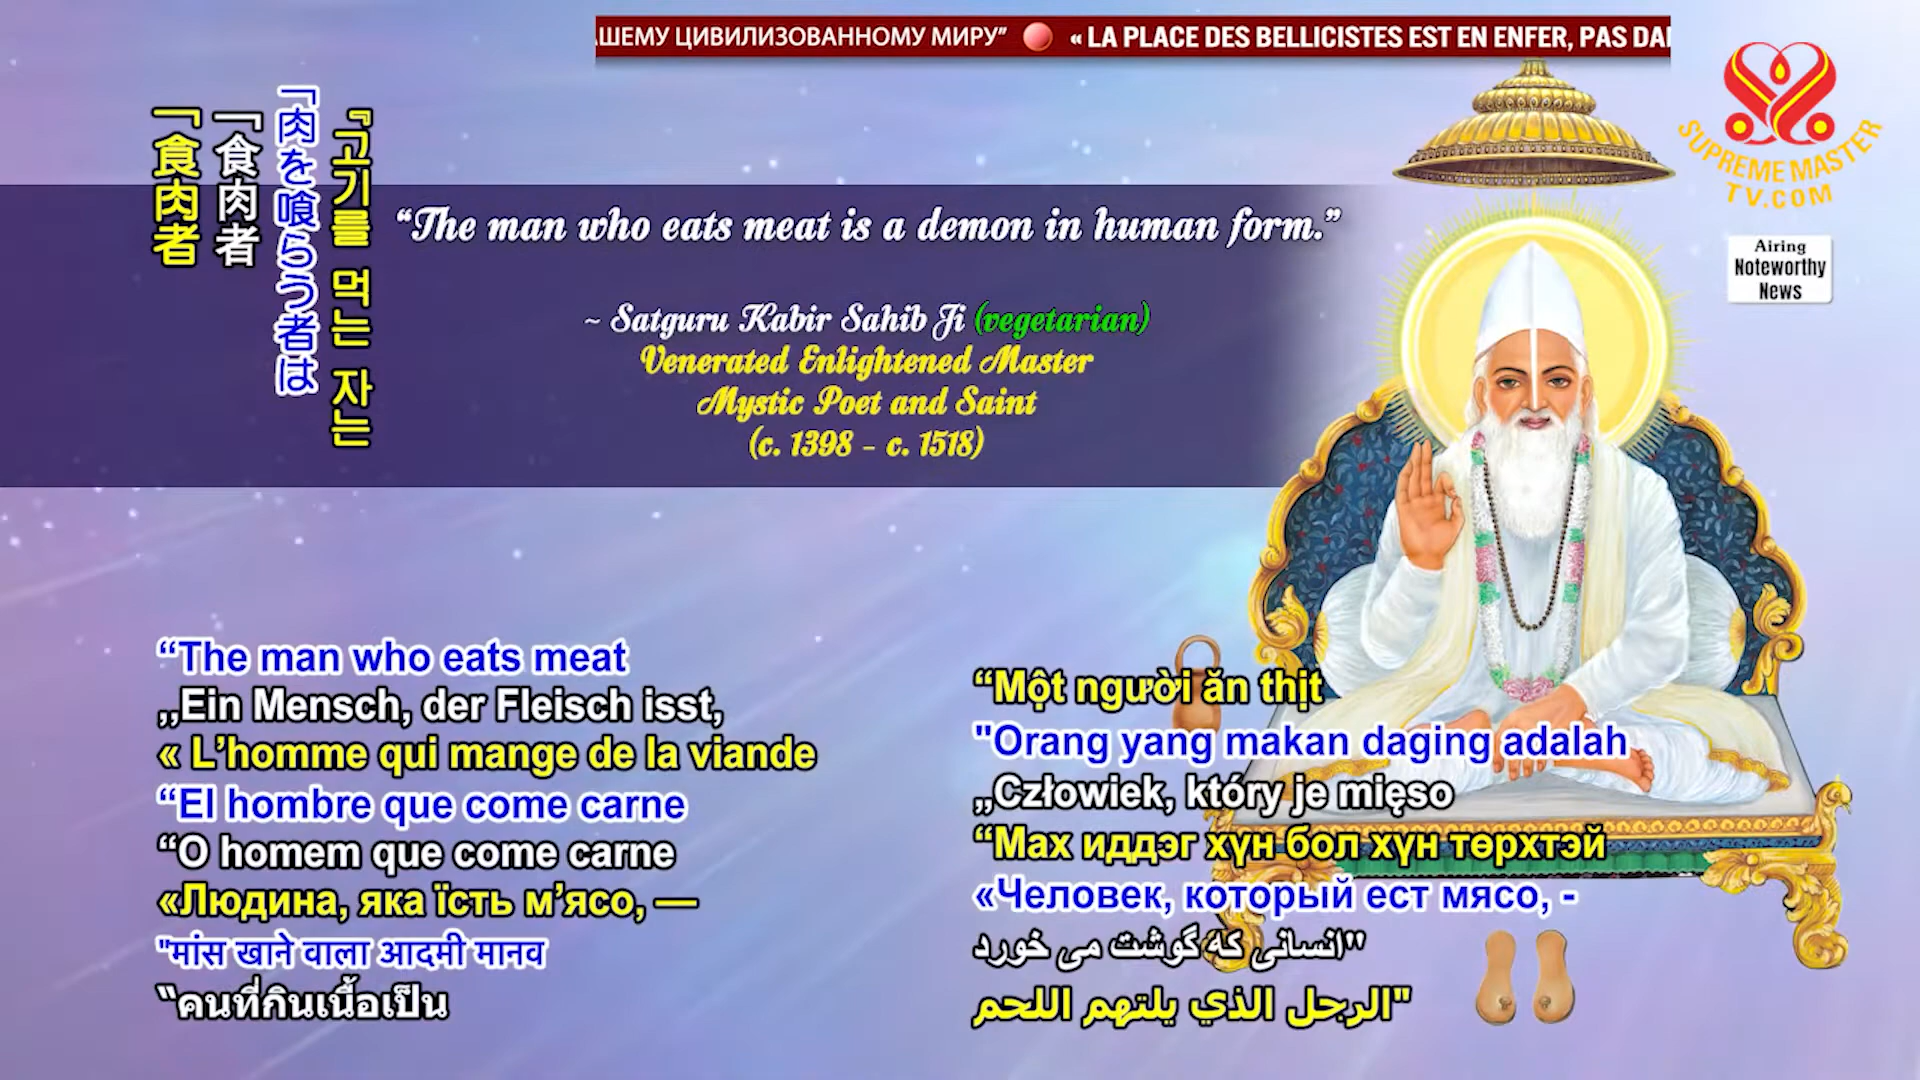 ШЕМУ ЦИВИЛИЗОВАННОМУ МИРУ” « LA PLACE DES BELLICISTES EST EN ENFER, PAS DA
SUPREME MASTER
TV.COM
Airing
Noteworthy
News
『고기를 먹는 자는
「肉を喰らう者は
「食肉者
「食肉者
“The man who eats meat is a demon in human form.”
~ Satguru Kabir Sahib Ji (vegetarian)
Venerated Enlightened Master
Mystic Poet and Saint
(c. 1398 – c. 1518)
“The man who eats meat
„Ein Mensch, der Fleisch isst,
« L’homme qui mange de la viande
“El hombre que come carne
“O homem que come carne
«Людина, яка їсть м’ясо, —
"मांस खाने वाला आदमी मानव
“คนที่กินเนื้อเป็น
“Một người ăn thịt
"Orang yang makan daging adalah
„Człowiek, który je mięso
“Мах иддэг хүн бол хүн төрхтэй
«Человек, который ест мясо, -
"انسانی که گوشت می خورد
"الرجل الذي يلتهم اللحم